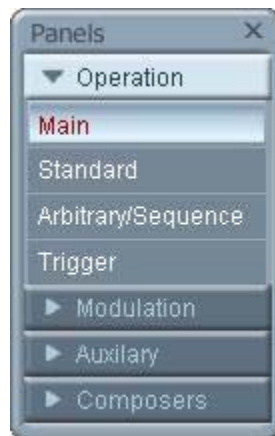 Panels
Operation
Main
Standard
Arbitrary/Sequence
Trigger
Modulation
Auxilary
Composers